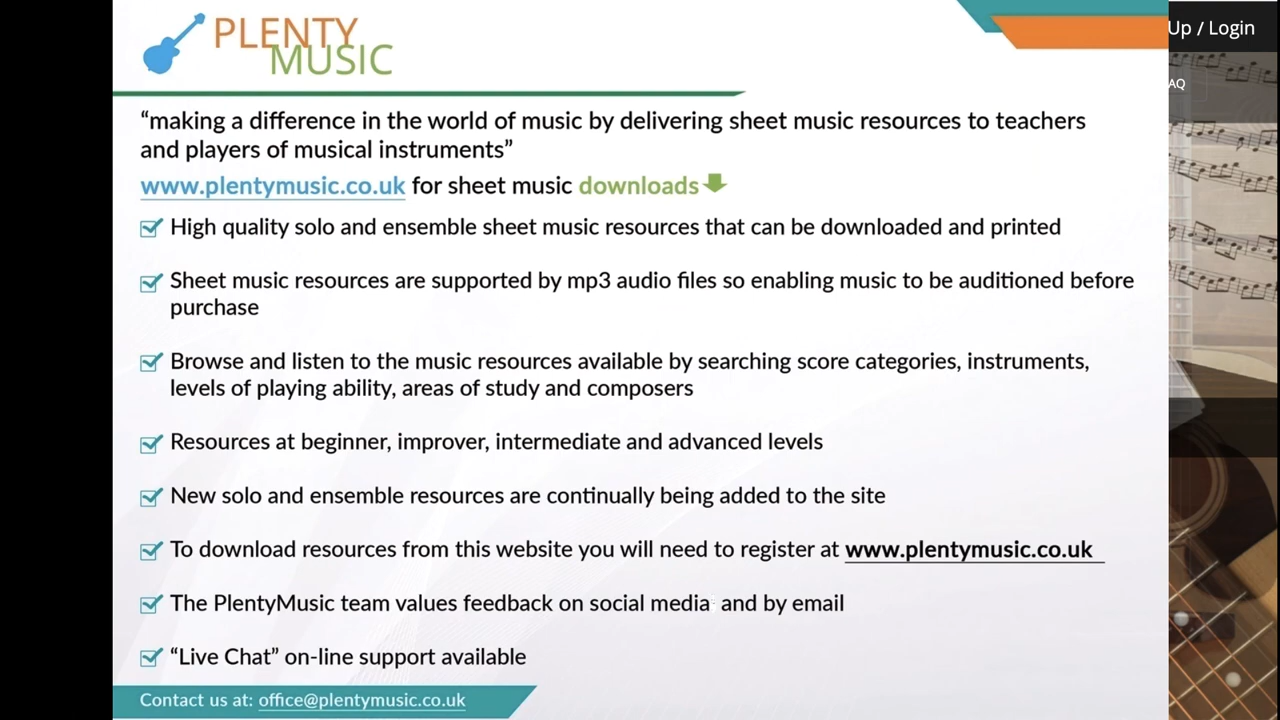 PLENTY
MUSIC
Up / Login
AQ
“making a difference in the world of music by delivering sheet music resources to teachers
and players of musical instruments”
www.plentymusic.co.uk for sheet music downloads
High quality solo and ensemble sheet music resources that can be downloaded and printed
Sheet music resources are supported by mp3 audio files so enabling music to be auditioned before
purchase
Browse and listen to the music resources available by searching score categories, instruments,
levels of playing ability, areas of study and composers
Resources at beginner, improver, intermediate and advanced levels
New solo and ensemble resources are continually being added to the site
To download resources from this website you will need to register at www.plentymusic.co.uk
The PlentyMusic team values feedback on social media and by email
“Live Chat” on-line support available
Contact us at: office@plentymusic.co.uk